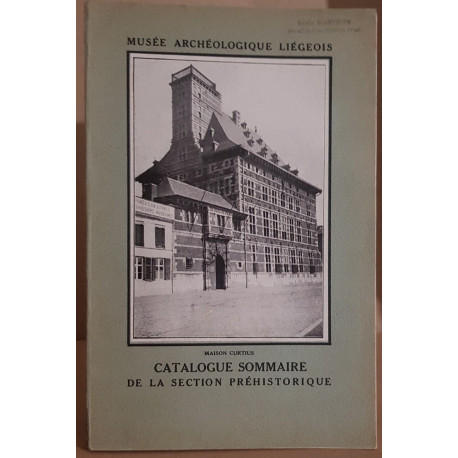 MUSÉE ARCHÉOLOGIQUE LIÉGEOIS
MAISON CURTIUS
CATALOGUE SOMMAIRE
DE LA SECTION PRÉHISTORIQUE